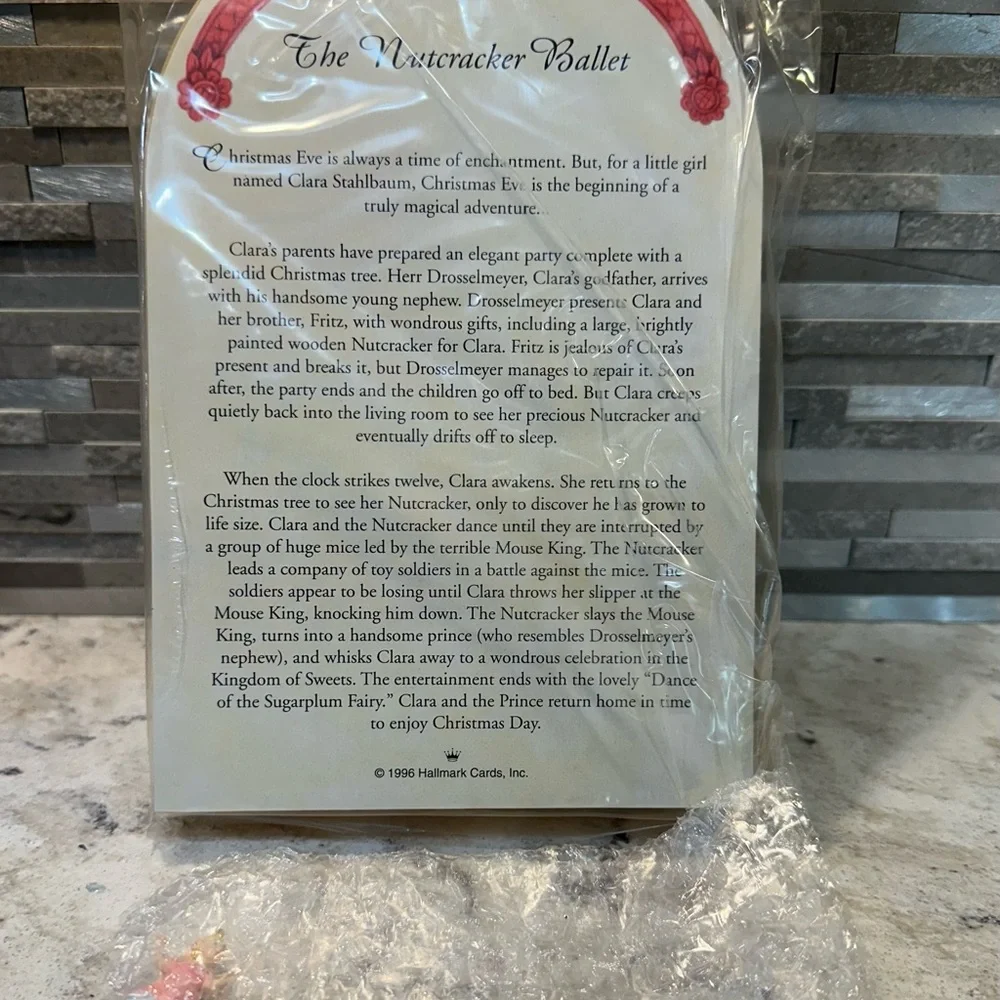 The Nutcracker Ballet
Christmas Eve is always a time of enchantment. But, for a little girl
named Clara Stahlbaum, Christmas Eve is the beginning of a
truly magical adventure...
Clara's parents have prepared an elegant party complete with a
splendid Christmas tree. Herr Drosselmeyer, Clara's godfather, arrives
with his handsome young nephew. Drosselmeyer presents Clara and
her brother, Fritz, with wondrous gifts, including a large, brightly
painted wooden Nutcracker for Clara. Fritz is jealous of Clara's
present and breaks it, but Drosselmeyer manages to repair it. Soon
after, the party ends and the children go off to bed. But Clara creeps
quietly back into the living room to see her precious Nutcracker and
eventually drifts off to sleep.
When the clock strikes twelve, Clara awakens. She returns to the
Christmas tree to see her Nutcracker, only to discover he has grown to
life size. Clara and the Nutcracker dance until they are interrupted by
a group of huge mice led by the terrible Mouse King. The Nutcracker
leads a company of toy soldiers in a battle against the mice. The
soldiers appear to be losing until Clara throws her slipper at the
Mouse King, knocking him down. The Nutcracker slays the Mouse
King, turns into a handsome prince (who resembles Drosselmeyer's
nephew), and whisks Clara away to a wondrous celebration in the
Kingdom of Sweets. The entertainment ends with the lovely "Dance
of the Sugarplum Fairy." Clara and the Prince return home in time
to enjoy Christmas Day.
© 1996 Hallmark Cards, Inc.